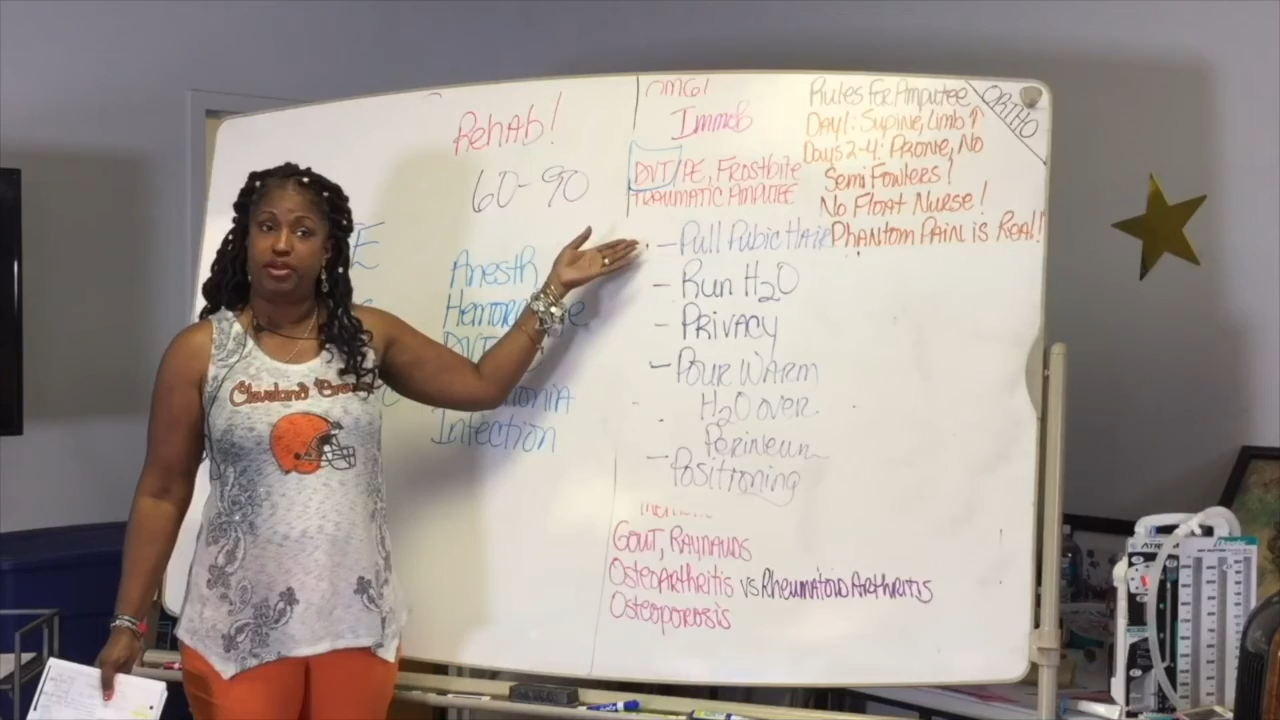 Rehab!
60-90
Anesth
Infection
Immob
DVT/PE, Frostbite
TRAUMATIC AMPUTEE
- Pull Pubic Hair
- Run H2O
- PRIVACY
- POUR WARM
H2O OVER
PERINEUM
- Positioning
GOUT, RAYNAUDS
OsteoARthRitis vs RheumatoiD ARthRitis
Osteoporosis
Rules For Amputee
Day 1: Supine, Limb ↑
Days 2-4: Prone, No
Semi Fowlers!
No Float Nurse!
Phantom Pain is Real!
ORTHO
Cleveland